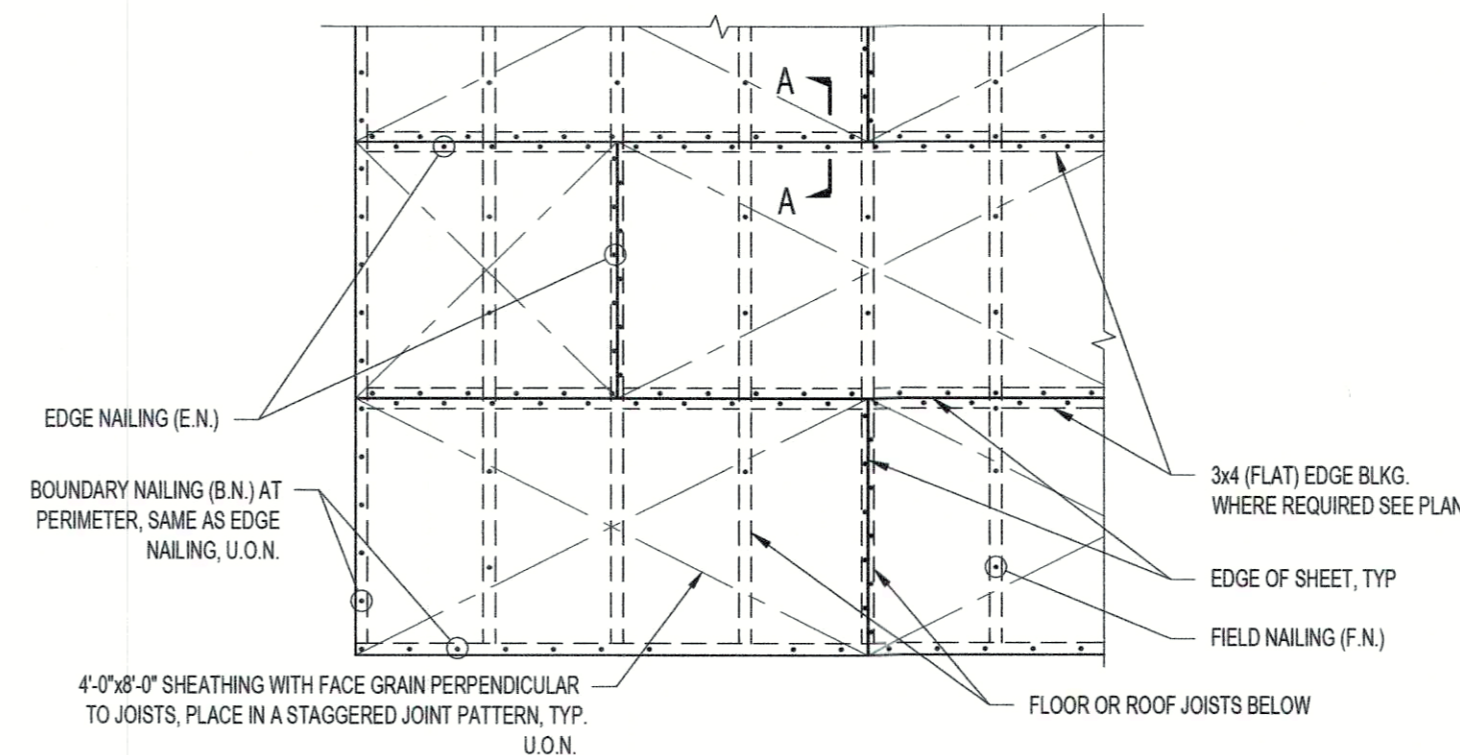 A
A
EDGE NAILING (E.N.)
BOUNDARY NAILING (B.N.) AT
PERIMETER, SAME AS EDGE
NAILING, U.O.N.
4'-0"x8'-0" SHEATHING WITH FACE GRAIN PERPENDICULAR
TO JOISTS, PLACE IN A STAGGERED JOINT PATTERN, TYP.
U.O.N.
3x4 (FLAT) EDGE BLKG.
WHERE REQUIRED SEE PLAN
EDGE OF SHEET, TYP
FIELD NAILING (F.N.)
FLOOR OR ROOF JOISTS BELOW